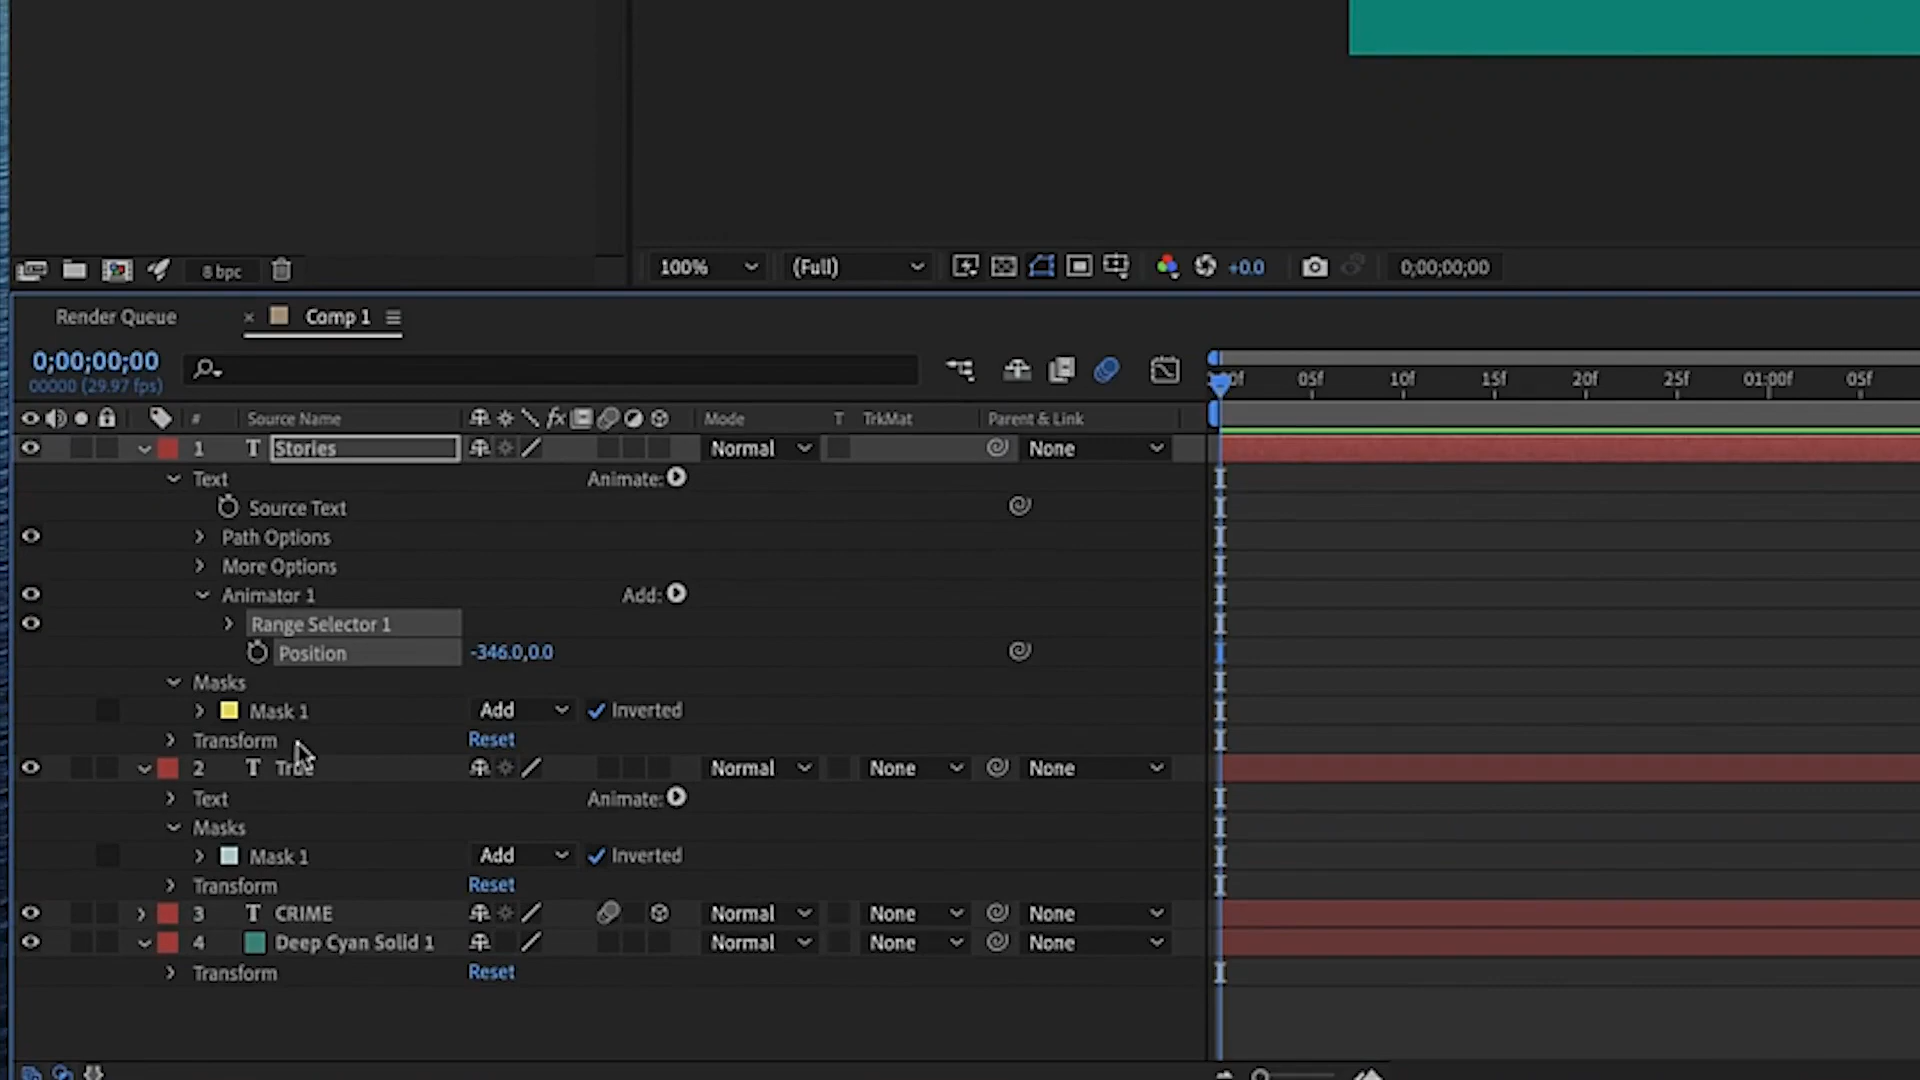 8 bpc
100% (Full) +0.0 0;00;00;00
Render Queue × Comp 1
0;00;00;00
00000 (29.97 fps)
05f 10f 15f 20f 25f 01:00f 05f
# Source Name fx Mode T TrkMat Parent & Link
1 T Stories Normal None
Text Animate:
Source Text
Path Options
More Options
Animator 1 Add:
Range Selector 1
Position -346.0,0.0
Masks
Mask 1 Add Inverted
Transform Reset
2 T True Normal None None
Text Animate:
Masks
Mask 1 Add Inverted
Transform Reset
3 T CRIME Normal None None
4 Deep Cyan Solid 1 Normal None None
Transform Reset